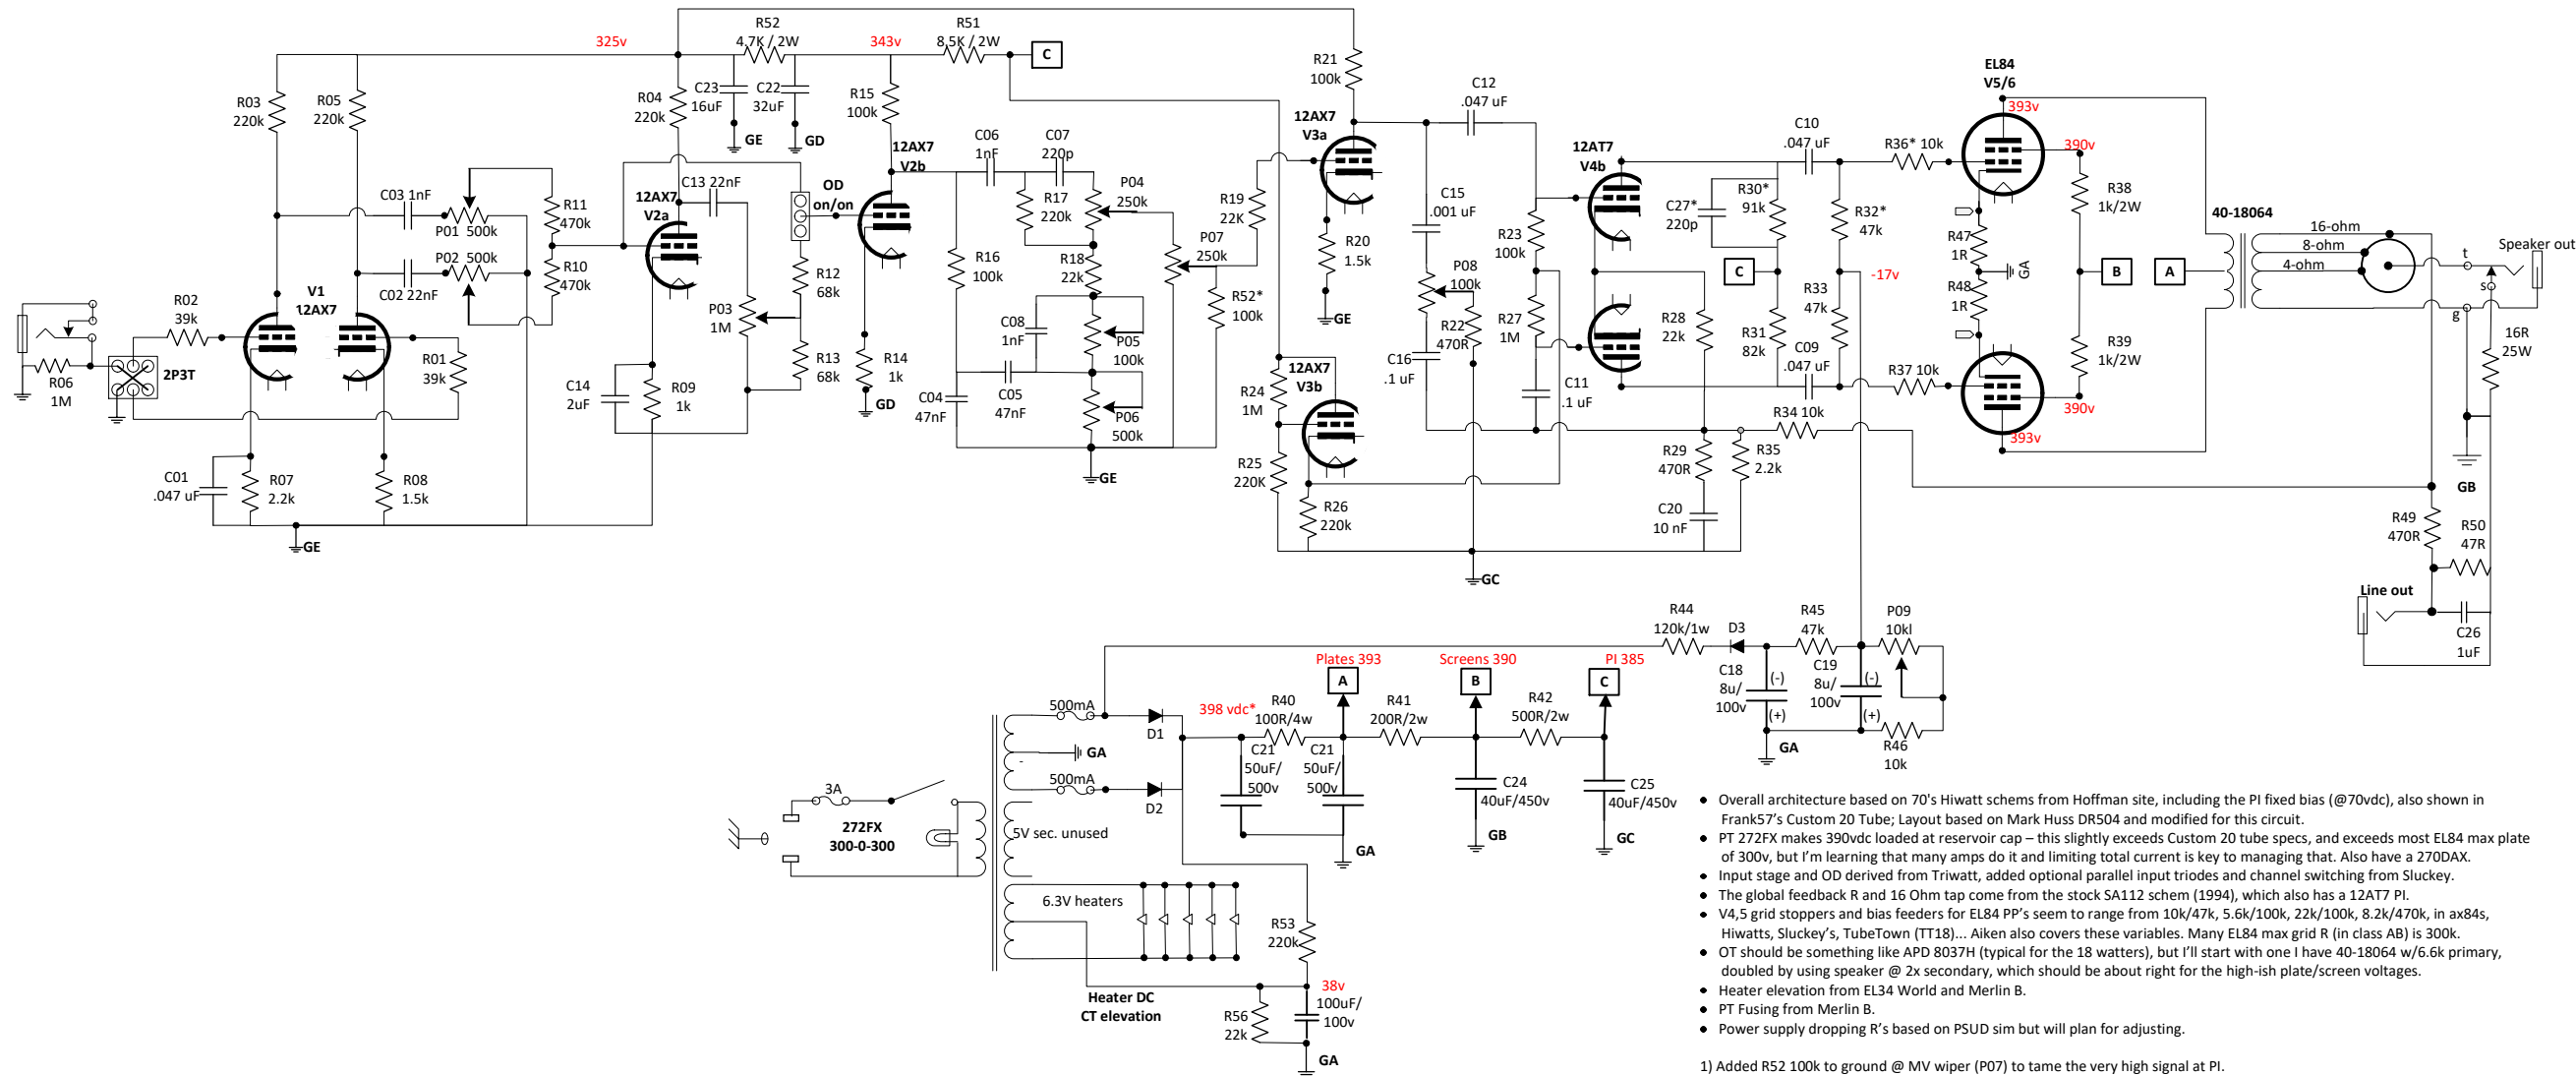 R52
4.7K / 2W
R51
8.5K / 2W
325v
343v
C
R03
220k
R05
220k
R04
220k
C23
16uF
C22
32uF
GE
GD
R15
100k
12AX7
V2b
C06
1nF
C07
220p
R21
100k
C12
.047 uF
12AX7
V3a
12AT7
V4b
C10
.047 uF
R36* 10k
EL84
V5/6
393v
390v
R38
1k/2W
40-18064
16-ohm
8-ohm
4-ohm
Speaker out
t
s
g
C03 1nF
P01 500k
P02 500k
C02 22nF
R11
470k
R10
470k
12AX7
V2a
C13 22nF
OD
on/on
R17
220k
P04
250k
R19
22K
P07
250k
R20
1.5k
GE
C15
.001 uF
R23
100k
C27*
220p
R30*
91k
R32*
47k
R47
1R
GA
R48
1R
B
A
R02
39k
V1
12AX7
R01
39k
R06
1M
2P3T
P03
1M
R12
68k
R13
68k
R16
100k
R18
22k
C08
1nF
P05
100k
R52*
100k
P08
100k
R22
470R
R27
1M
R28
22k
C
R31
82k
R33
47k
-17v
C09
.047 uF
R37 10k
390v
393v
R39
1k/2W
16R
25W
C14
2uF
R09
1k
R14
1k
GD
C04
47nF
C05
47nF
P06
500k
GE
12AX7
V3b
R24
1M
C16
.1 uF
C11
.1 uF
R34 10k
R25
220K
R26
220k
R29
470R
R35
2.2k
C20
10 nF
GC
GB
R49
470R
R50
47R
C01
.047 uF
R07
2.2k
R08
1.5k
GE
Line out
C26
1uF
R44
120k/1w
D3
R45
47k
P09
10kl
C18
8u/
100v
(-)
(+)
C19
8u/
100v
(-)
(+)
R46
10k
GA
Plates 393
A
Screens 390
B
PI 385
C
500mA
D1
398 vdc*
R40
100R/4w
R41
200R/2w
R42
500R/2w
GA
-
500mA
D2
C21
50uF/
500v
C21
50uF/
500v
C24
40uF/450v
C25
40uF/450v
GA
GB
GC
3A
272FX
300-0-300
5V sec. unused
6.3V heaters
R53
220k
Heater DC
CT elevation
38v
R56
22k
100uF/
100v
GA
• Overall architecture based on 70's Hiwatt schems from Hoffman site, including the PI fixed bias (@70vdc), also shown in
Frank57's Custom 20 Tube; Layout based on Mark Huss DR504 and modified for this circuit.
• PT 272FX makes 390vdc loaded at reservoir cap – this slightly exceeds Custom 20 tube specs, and exceeds most EL84 max plate
of 300v, but I'm learning that many amps do it and limiting total current is key to managing that. Also have a 270DAX.
• Input stage and OD derived from Triwatt, added optional parallel input triodes and channel switching from Sluckey.
• The global feedback R and 16 Ohm tap come from the stock SA112 schem (1994), which also has a 12AT7 PI.
• V4,5 grid stoppers and bias feeders for EL84 PP's seem to range from 10k/47k, 5.6k/100k, 22k/100k, 8.2k/470k, in ax84s,
Hiwatts, Sluckey's, TubeTown (TT18)... Aiken also covers these variables. Many EL84 max grid R (in class AB) is 300k.
• OT should be something like APD 8037H (typical for the 18 watters), but I'll start with one I have 40-18064 w/6.6k primary,
doubled by using speaker @ 2x secondary, which should be about right for the high-ish plate/screen voltages.
• Heater elevation from EL34 World and Merlin B.
• PT Fusing from Merlin B.
• Power supply dropping R's based on PSUD sim but will plan for adjusting.
1) Added R52 100k to ground @ MV wiper (P07) to tame the very high signal at PI.